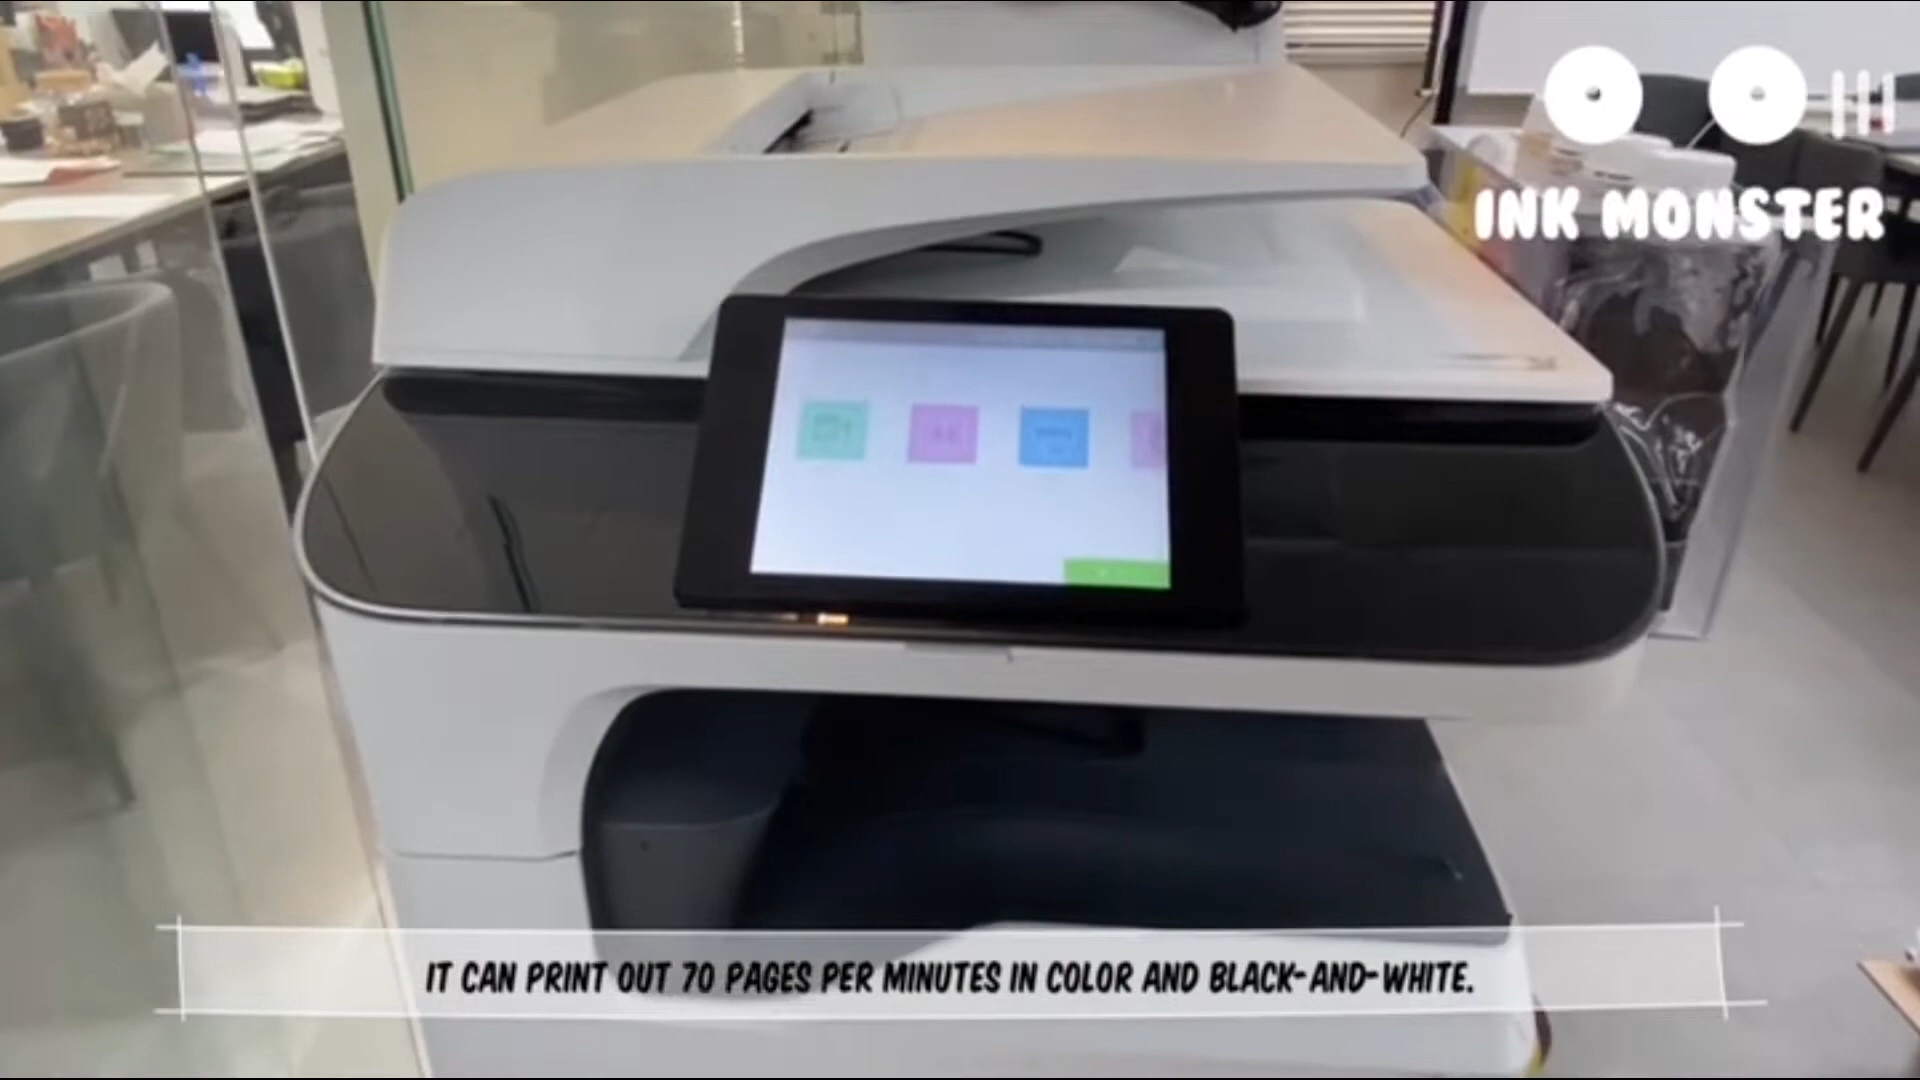 INK MONSTER
IT CAN PRINT OUT 70 PAGES PER MINUTES IN COLOR AND BLACK-AND-WHITE.